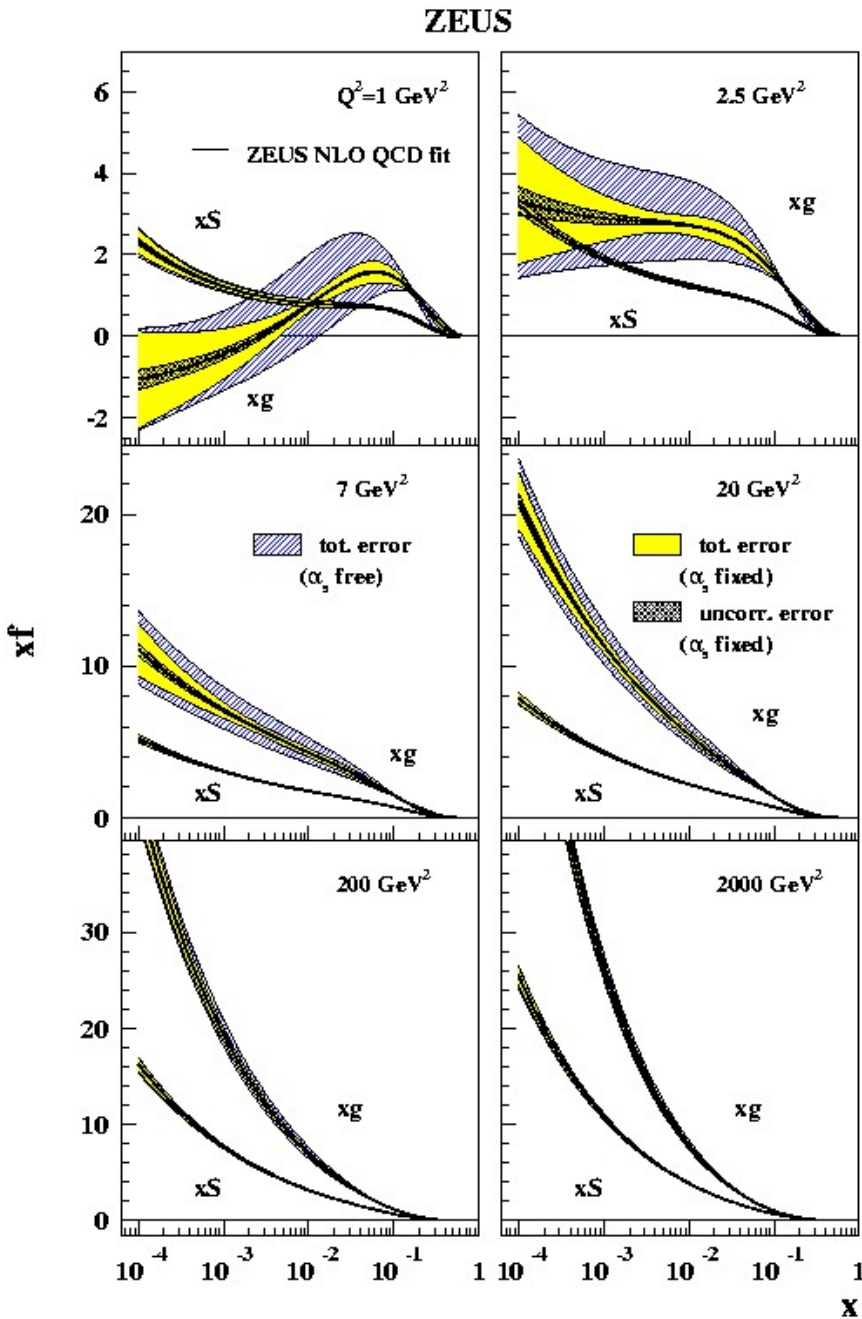 ZEUS
Q²=1 GeV²
2.5 GeV²
ZEUS NLO QCD fit
xS
xg
xg
xS
6
4
2
0
-2
7 GeV²
20 GeV²
tot. error
(αs free)
tot. error
(αs fixed)
uncorr. error
(αs fixed)
xg
xS
xg
xS
20
10
0
xf
200 GeV²
2000 GeV²
xg
xS
xg
xS
30
20
10
0
10⁻⁴ 10⁻³ 10⁻² 10⁻¹ 1
10⁻⁴ 10⁻³ 10⁻² 10⁻¹ 1
x